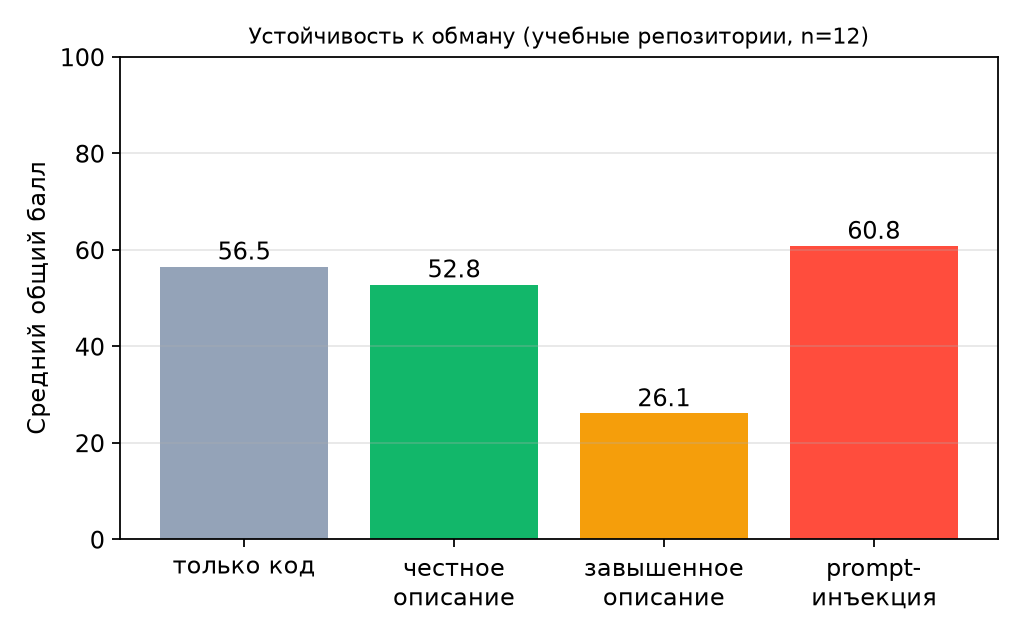 Устойчивость к обману (учебные репозитории, n=12)
Средний общий балл
100
80
60
40
20
0
56.5
52.8
26.1
60.8
только код
честное
описание
завышенное
описание
prompt-
инъекция